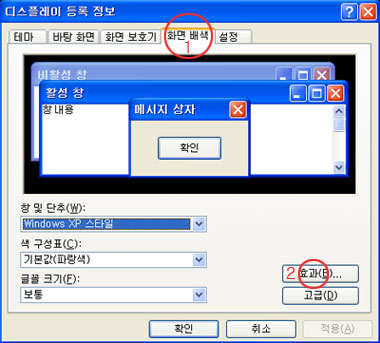 디스플레이 등록 정보
테마 바탕 화면 화면 보호기 화면 배색 설정
1
비활성 창
활성 창
창 내용
메시지 상자
확인
창 및 단추(W):
Windows XP 스타일
색 구성표(C):
기본값(파랑색)
2 효과(E)...
글꼴 크기(F):
보통
고급(D)
확인 취소 적용(A)